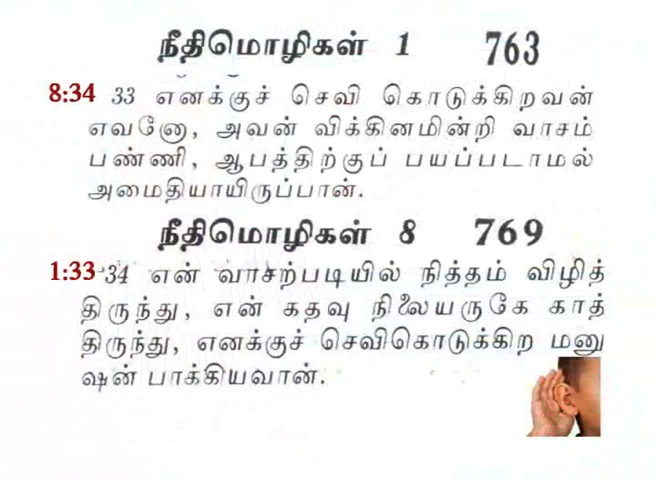 நீதிமொழிகள் 1 763
8:34 33 எனக்குச் செவி கொடுக்கிறவன்
எவனோ, அவன் விக்கினமின்றி வாசம்
பண்ணி, ஆபத்திற்குப் பயப்படாமல்
அமைதியாயிருப்பான்.
நீதிமொழிகள் 8 769
1:33 34 என் வாசற்படியில் நித்தம் விழித்
திருந்து, என் கதவு நிலையருகே காத்
திருந்து, எனக்குச் செவிகொடுக்கிற மனு
ஷன் பாக்கியவான்.